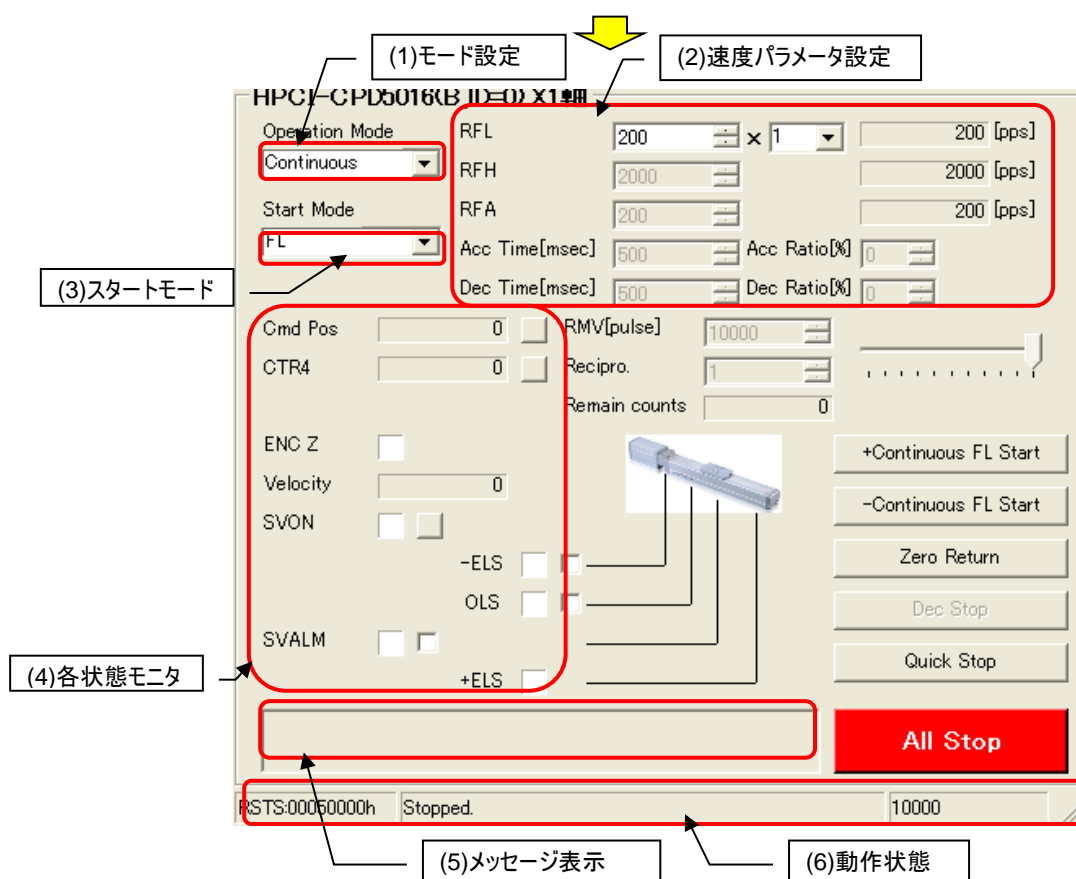 (1)モード設定
(2)速度パラメータ設定
HPCI-CPD5016(B_ID=0) X1軸
Operation Mode
Continuous
Start Mode
FL
(3)スタートモード
RFL 200 × 1 200 [pps]
RFH 2000 2000 [pps]
RFA 200 200 [pps]
Acc Time[msec] 500 Acc Ratio[%] 0
Dec Time[msec] 500 Dec Ratio[%] 0
Cmd Pos 0
CTR4 0
RMV[pulse] 10000
Recipro. 1
Remain counts 0
ENC Z
Velocity 0
SVON
-ELS
OLS
SVALM
+ELS
(4)各状態モニタ
+Continuous FL Start
-Continuous FL Start
Zero Return
Dec Stop
Quick Stop
All Stop
RSTS:00050000h Stopped. 10000
(5)メッセージ表示
(6)動作状態